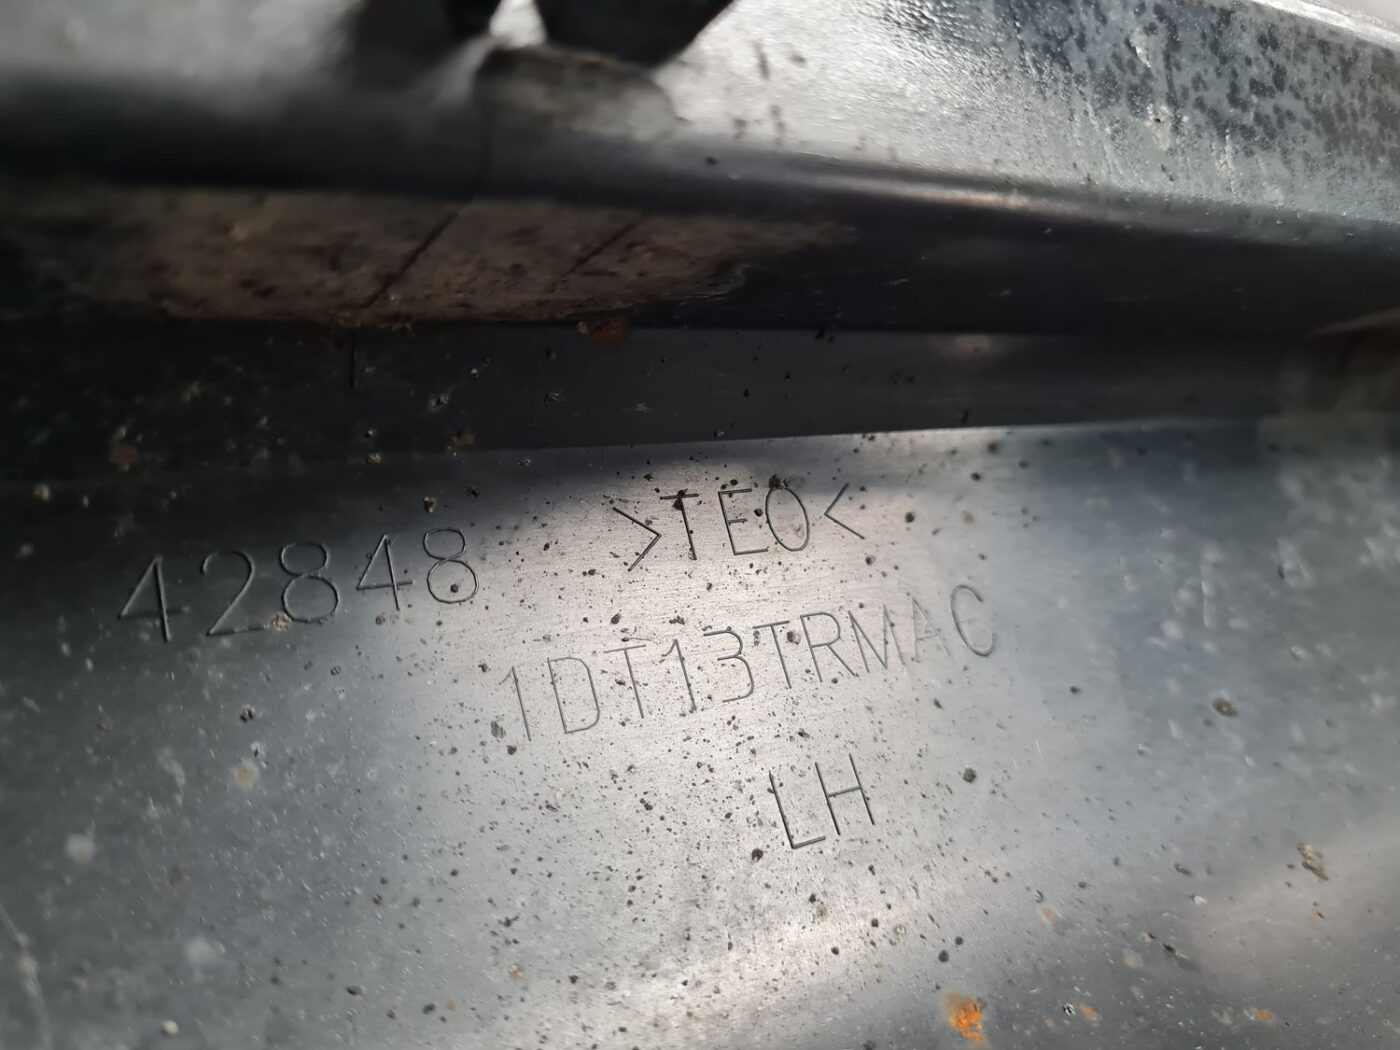 42848
>TEO<
1DT13TRMAC
LH